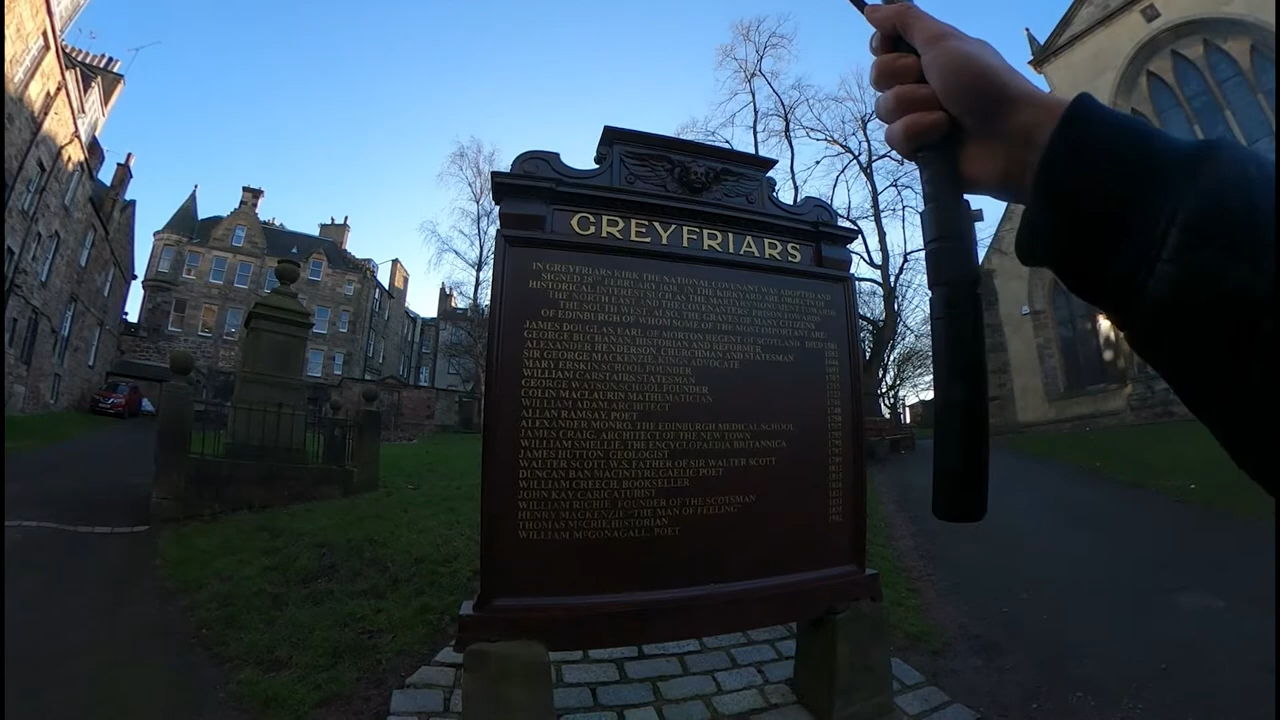 GREYFRIARS
IN GREYFRIARS KIRK THE NATIONAL COVENANT WAS ADOPTED AND
SIGNED 28TH FEBRUARY 1638. IN THE KIRKYARD ARE OBJECTS OF
HISTORICAL INTEREST SUCH AS THE MARTYRS MONUMENT TOWARDS
THE NORTH EAST AND THE COVENANTERS' PRISON
THE SOUTH WEST. ALSO, THE GRAVES OF MANY CITIZENS
OF EDINBURGH OF WHOM SOME OF THE MOST IMPORTANT ARE
JAMES DOUGLAS, EARL OF MORTON REGENT OF SCOTLAND DIED 1581
GEORGE BUCHANAN, HISTORIAN AND REFORMER 1582
ALEXANDER HENDERSON, CHURCHMAN AND STATESMAN 1646
SIR GEORGE MACKENZIE, KING'S ADVOCATE 1691
MARY ERSKIN SCHOOL FOUNDER
WILLIAM CARSTAIRS STATESMAN
GEORGE WATSON, SCHOOL FOUNDER
COLIN MACLAURIN MATHEMATICIAN
WILLIAM ADAM, ARCHITECT
ALLAN RAMSAY, POET
ALEXANDER MONRO, THE EDINBURGH MEDICAL SCHOOL
JAMES CRAIG, ARCHITECT OF THE NEW TOWN
WILLIAM SMELLIE, THE ENCYCLOPAEDIA BRITANNICA
JAMES HUTTON GEOLOGIST
WALTER SCOTT, W.S. FATHER OF SIR WALTER SCOTT
DUNCAN BAN MACINTYRE, GAELIC POET
WILLIAM CREECH, BOOKSELLER
JOHN KAY, CARICATURIST
WILLIAM RICHIE FOUNDER OF THE SCOTSMAN
HENRY MACKENZIE "THE MAN OF FEELING"
THOMAS McCRIE, HISTORIAN
WILLIAM McGONAGALL, POET